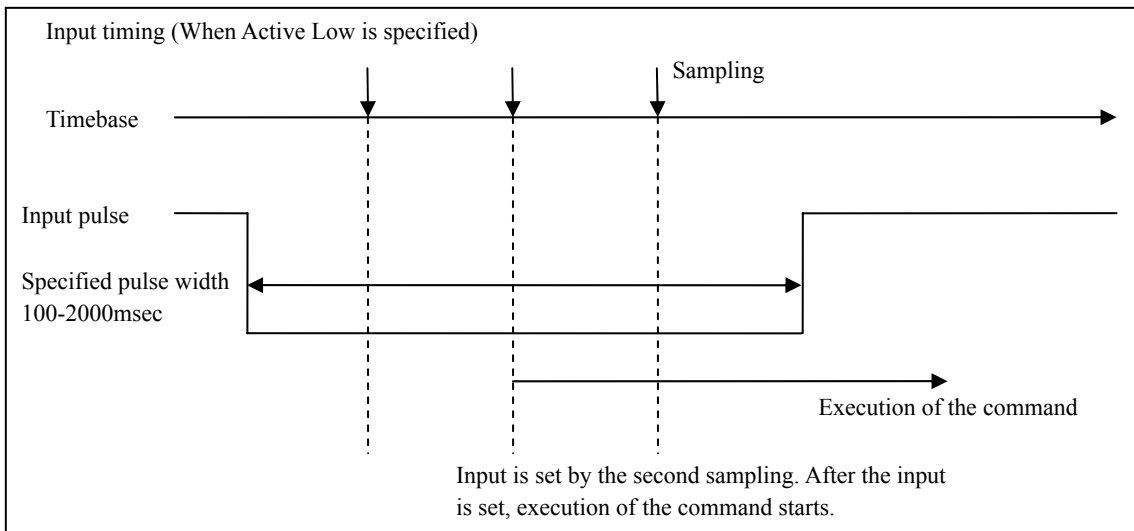 Input timing (When Active Low is specified)
Sampling
Timebase
Input pulse
Specified pulse width
100-2000msec
Execution of the command
Input is set by the second sampling. After the input
is set, execution of the command starts.